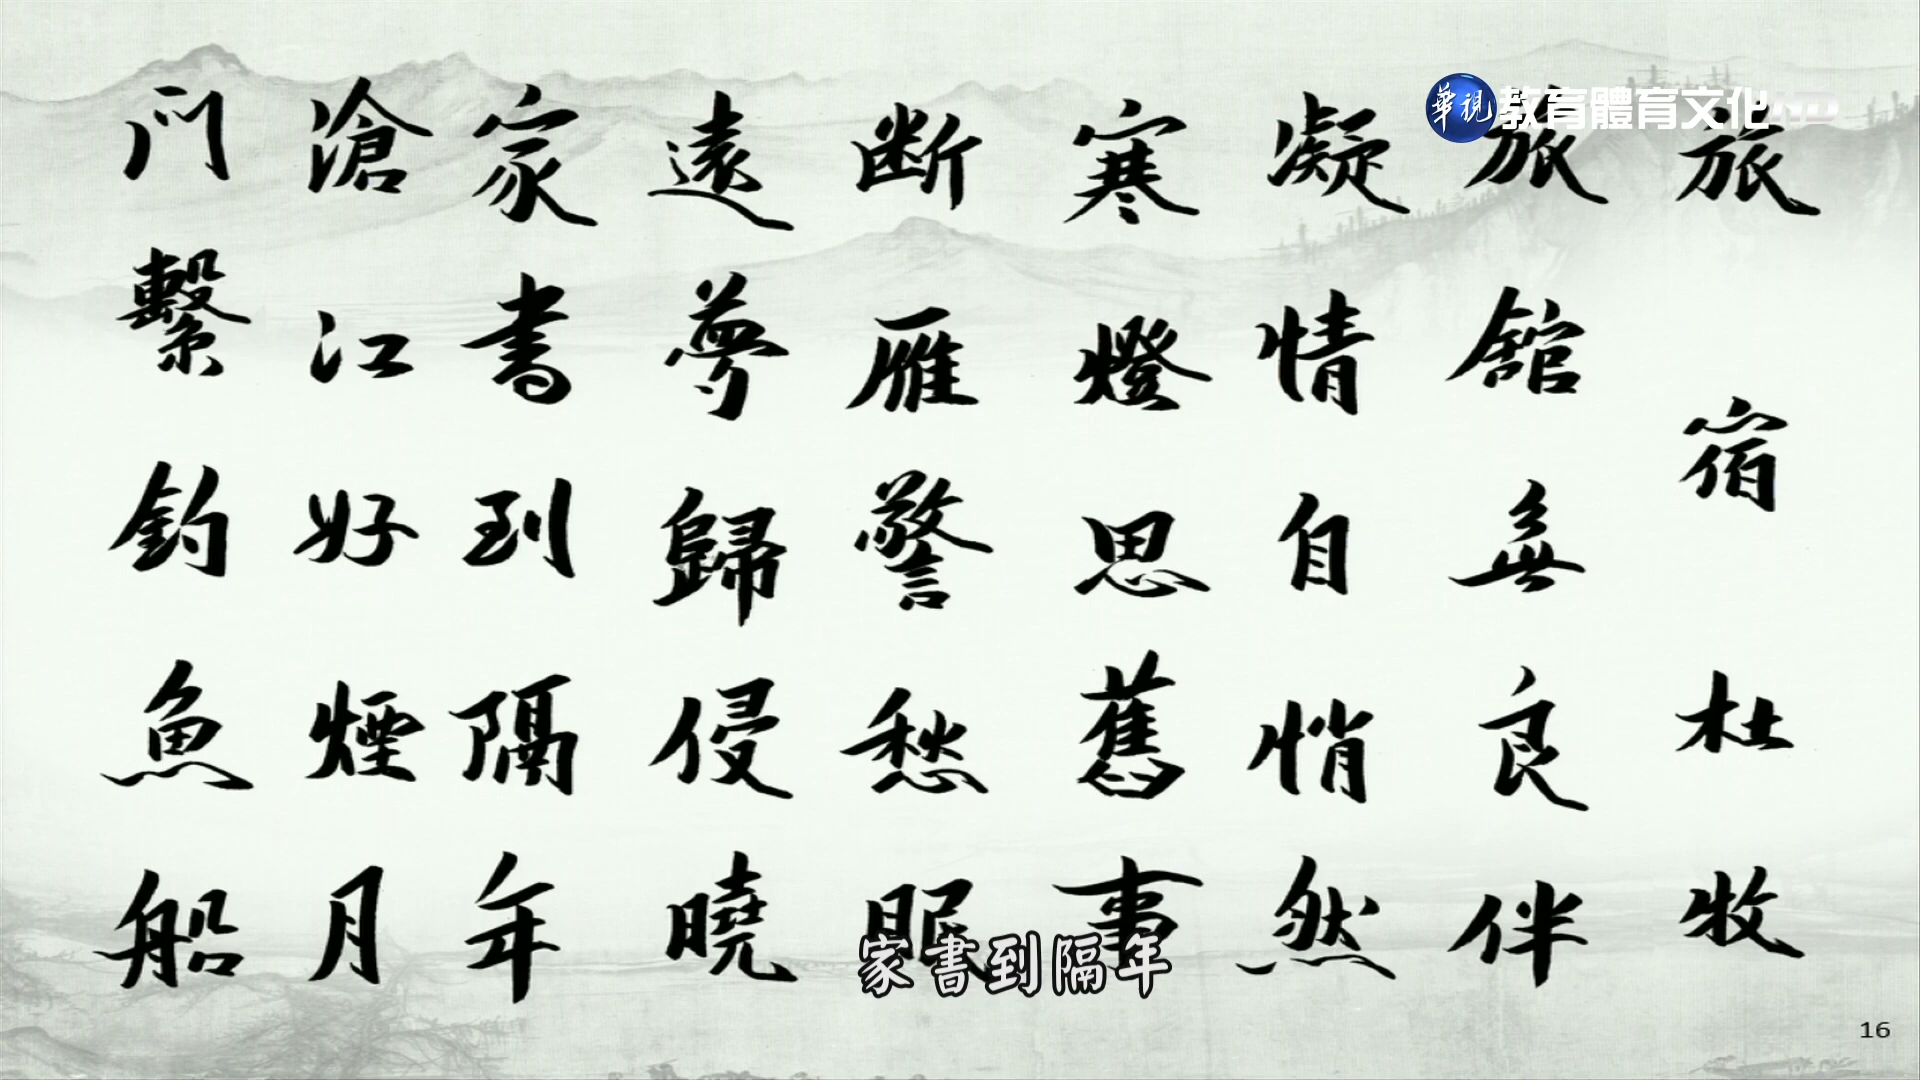 旅宿 杜牧
旅館無良伴
凝情自悄然
寒燈思舊事
断雁警愁眠
遠夢歸侵曉
家書到隔年
滄江好煙月
門繫釣魚船
華視教育體育文化HD
家書到隔年
16